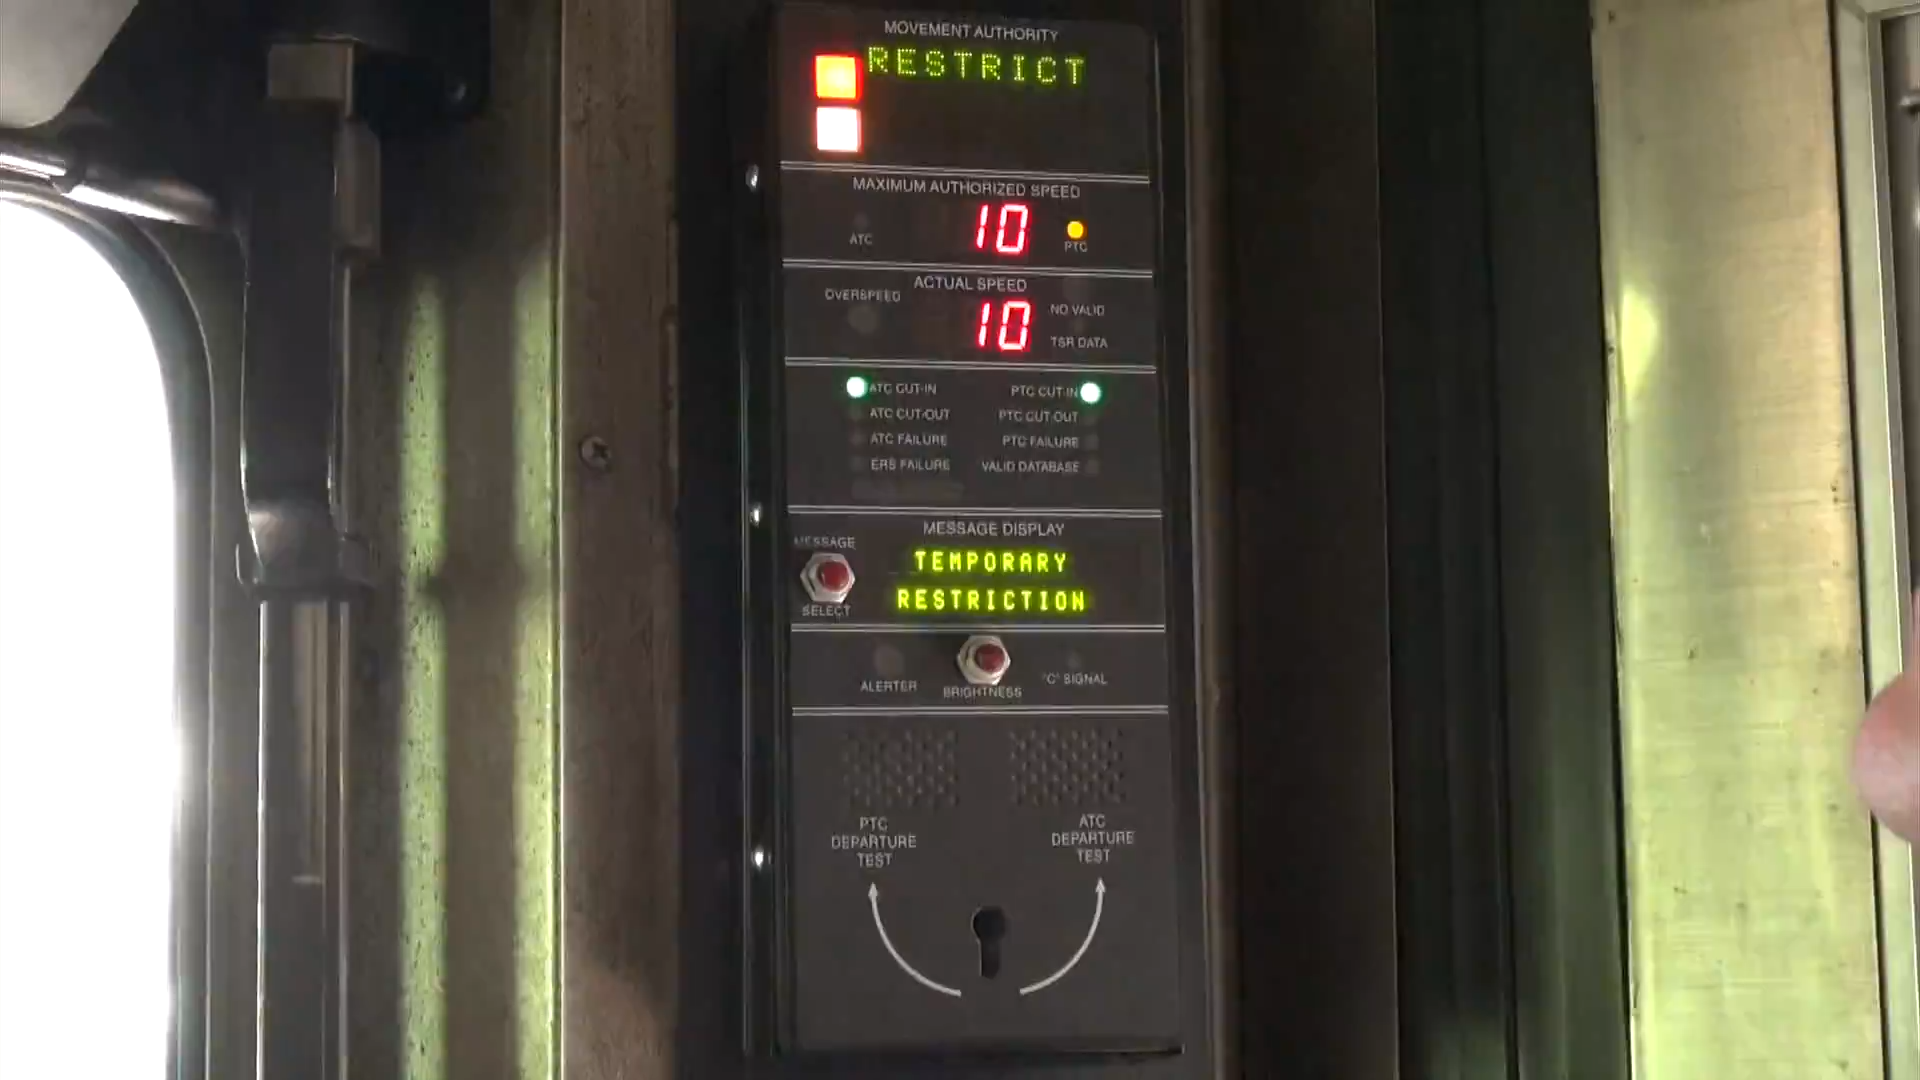 MOVEMENT AUTHORITY
RESTRICT
MAXIMUM AUTHORIZED SPEED
10
ATC
PTC
ACTUAL SPEED
OVERSPEED
10
NO VALID
TSR DATA
ATC CUT-IN
PTC CUT-IN
ATC CUT-OUT
PTC CUT-OUT
ATC FAILURE
PTC FAILURE
ERS FAILURE
VALID DATABASE
MESSAGE DISPLAY
MESSAGE
SELECT
TEMPORARY
RESTRICTION
ALERTER
BRIGHTNESS
"C" SIGNAL
PTC
DEPARTURE
TEST
ATC
DEPARTURE
TEST